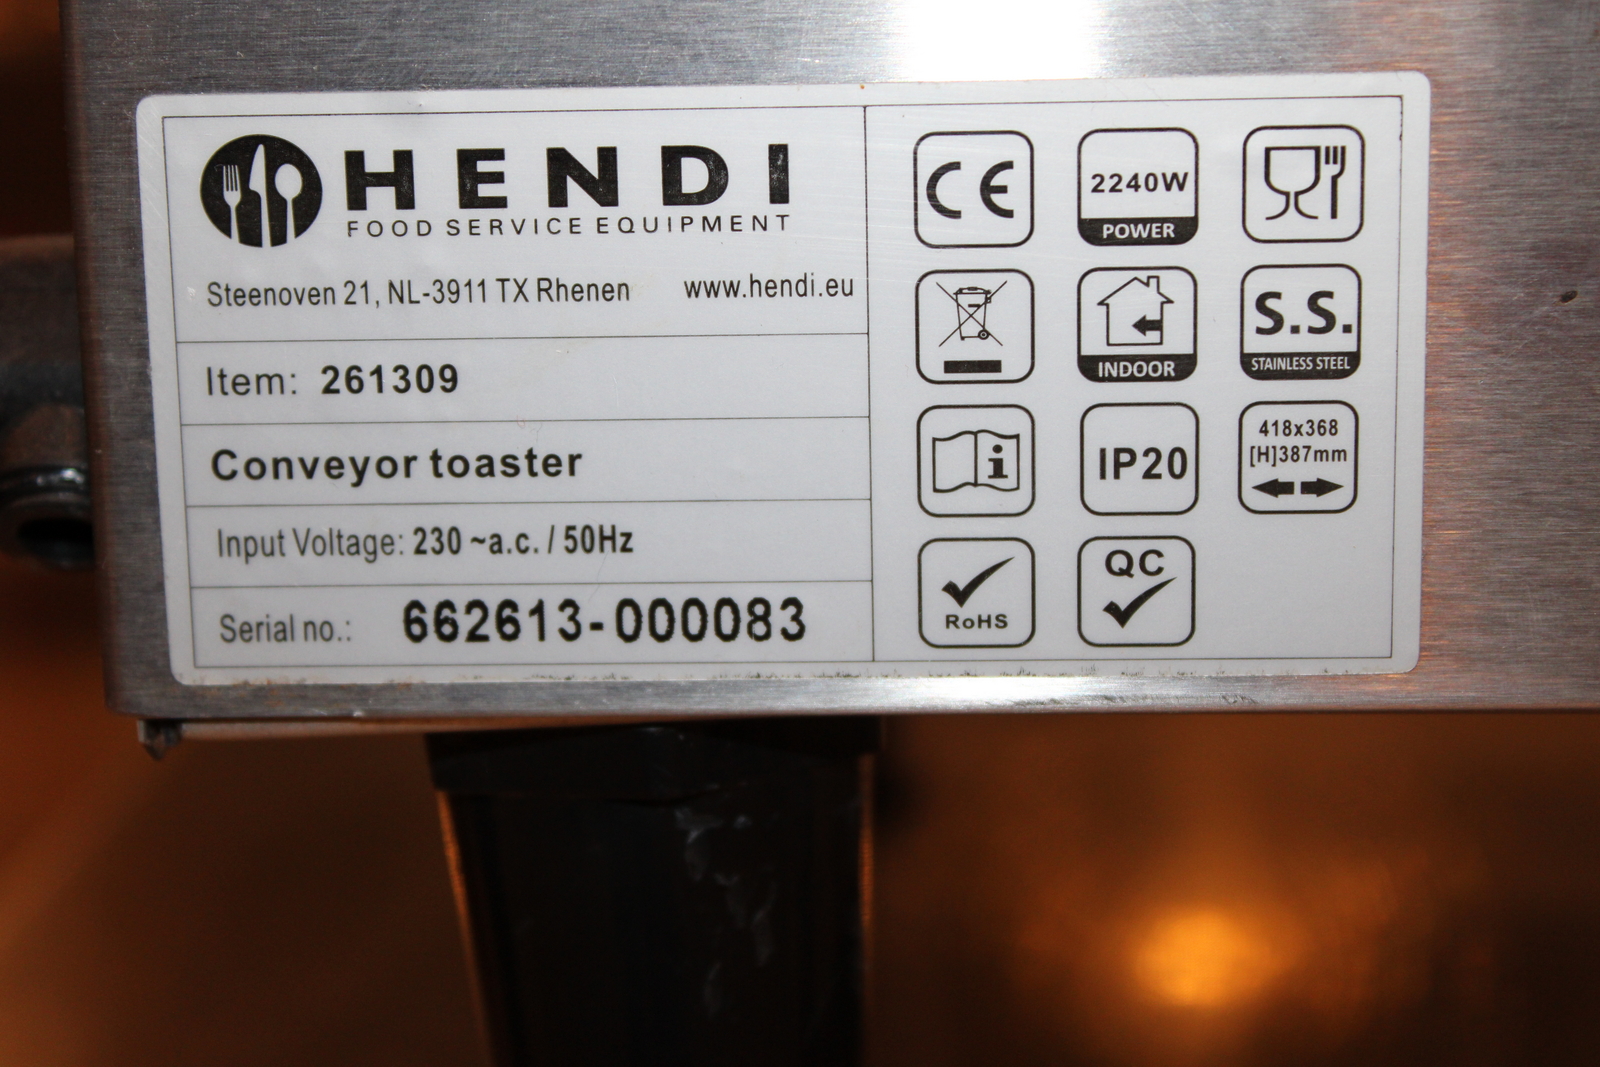 HENDI
FOOD SERVICE EQUIPMENT
Steenoven 21, NL-3911 TX Rhenen www.hendi.eu
Item: 261309
Conveyor toaster
Input Voltage: 230 ~a.c. / 50Hz
Serial no.: 662613-000083
CE
2240W
POWER
INDOOR
S.S.
STAINLESS STEEL
i
IP20
418x368
[H]387mm
RoHS
QC